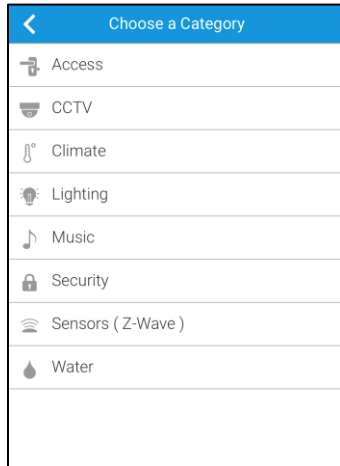 Choose a Category
Access
CCTV
Climate
Lighting
Music
Security
Sensors ( Z-Wave )
Water